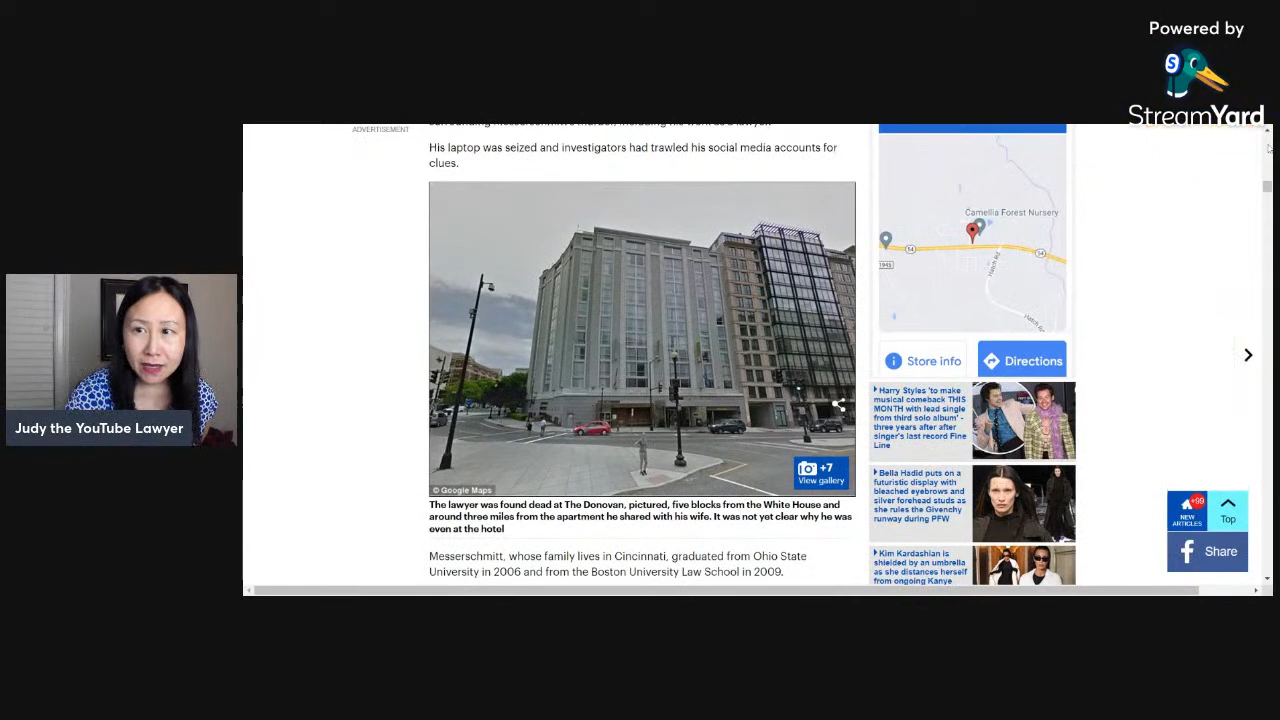 Powered by
S
StreamYard
ADVERTISEMENT
His laptop was seized and investigators had trawled his social media accounts for
clues.
+7
View gallery
© Google Maps
The lawyer was found dead at The Donovan, pictured, five blocks from the White House and
around three miles from the apartment he shared with his wife. It was not yet clear why he was
even at the hotel
Messerschmitt, whose family lives in Cincinnati, graduated from Ohio State
University in 2006 and from the Boston University Law School in 2009.
Camellia Forest Nursery
54
54
1945
Hatch Rd
Hatch Rd
Store info
Directions
Harry Styles 'to make
musical comeback THIS
MONTH with lead single
from third solo album' -
three years after after
singer's last record Fine
Line
Bella Hadid puts on a
futuristic display with
bleached eyebrows and
silver forehead studs as
she rules the Givenchy
runway during PFW
Kim Kardashian is
shielded by an umbrella
as she distances herself
from ongoing Kanye
+99
NEW
ARTICLES
Top
Share
Judy the YouTube Lawyer